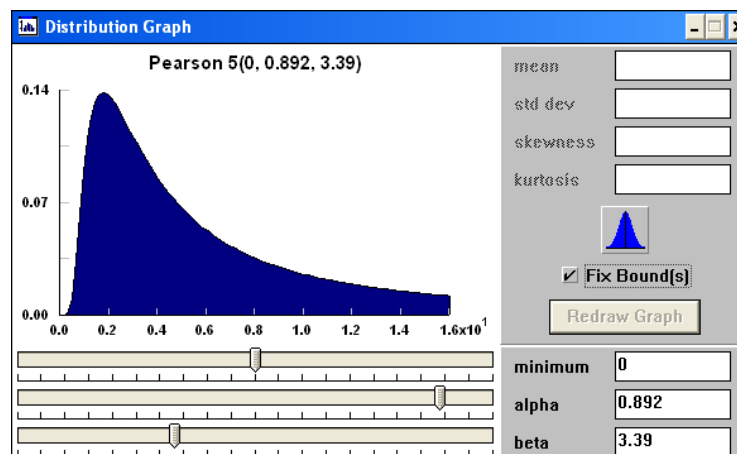 Distribution Graph
Pearson 5(0, 0.892, 3.39)
0.14
0.07
0.00
0.0 0.2 0.4 0.6 0.8 1.0 1.2 1.4 1.6x10¹
mean
std dev
skewness
kurtosis
Fix Bound(s)
Redraw Graph
minimum 0
alpha 0.892
beta 3.39